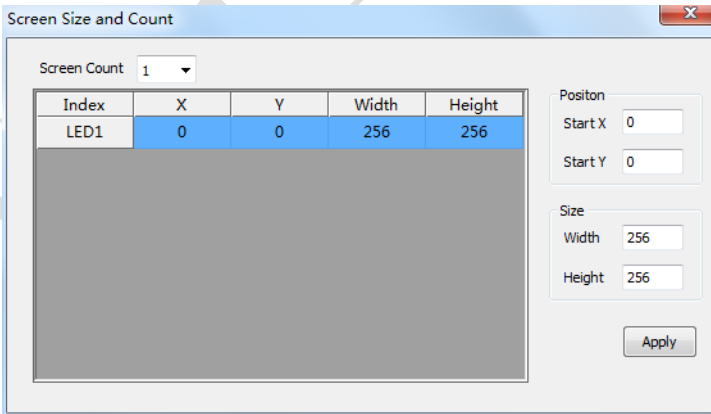 Screen Size and Count
Screen Count 1
Index X Y Width Height
LED1 0 0 256 256
Positon
Start X 0
Start Y 0
Size
Width 256
Height 256
Apply